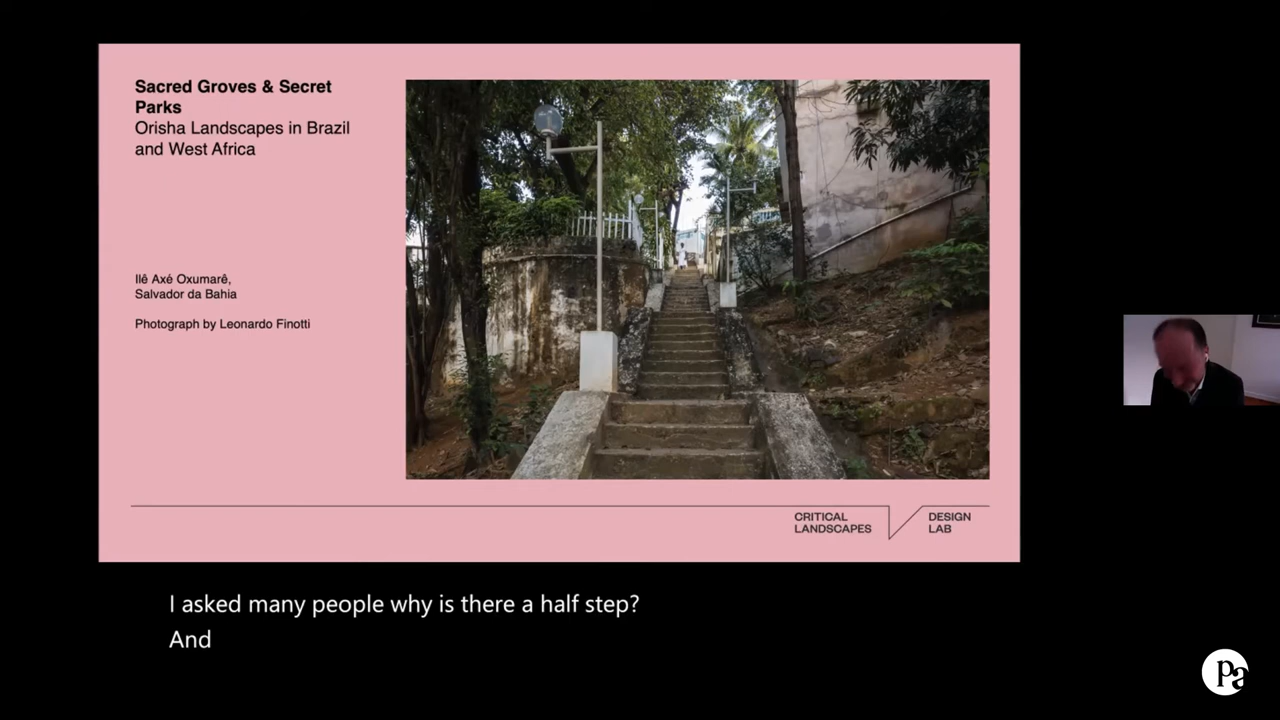 Sacred Groves & Secret
Parks
Orisha Landscapes in Brazil
and West Africa
Ilê Axé Oxumarê,
Salvador da Bahia
Photograph by Leonardo Finotti
CRITICAL
LANDSCAPES
DESIGN
LAB
I asked many people why is there a half step?
And
pa